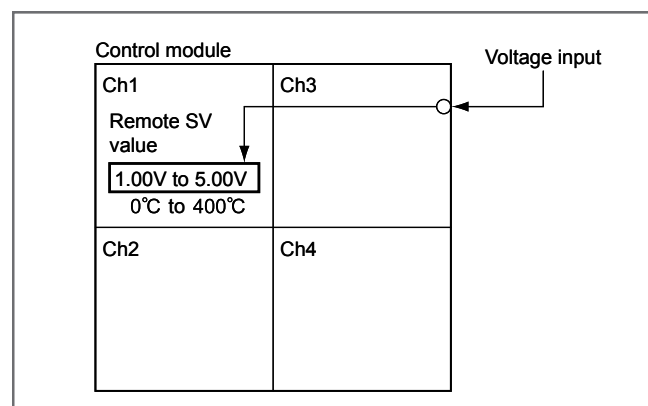 Control module
Voltage input
Ch1
Ch3
Remote SV
value
1.00V to 5.00V
0℃ to 400℃
Ch2
Ch4